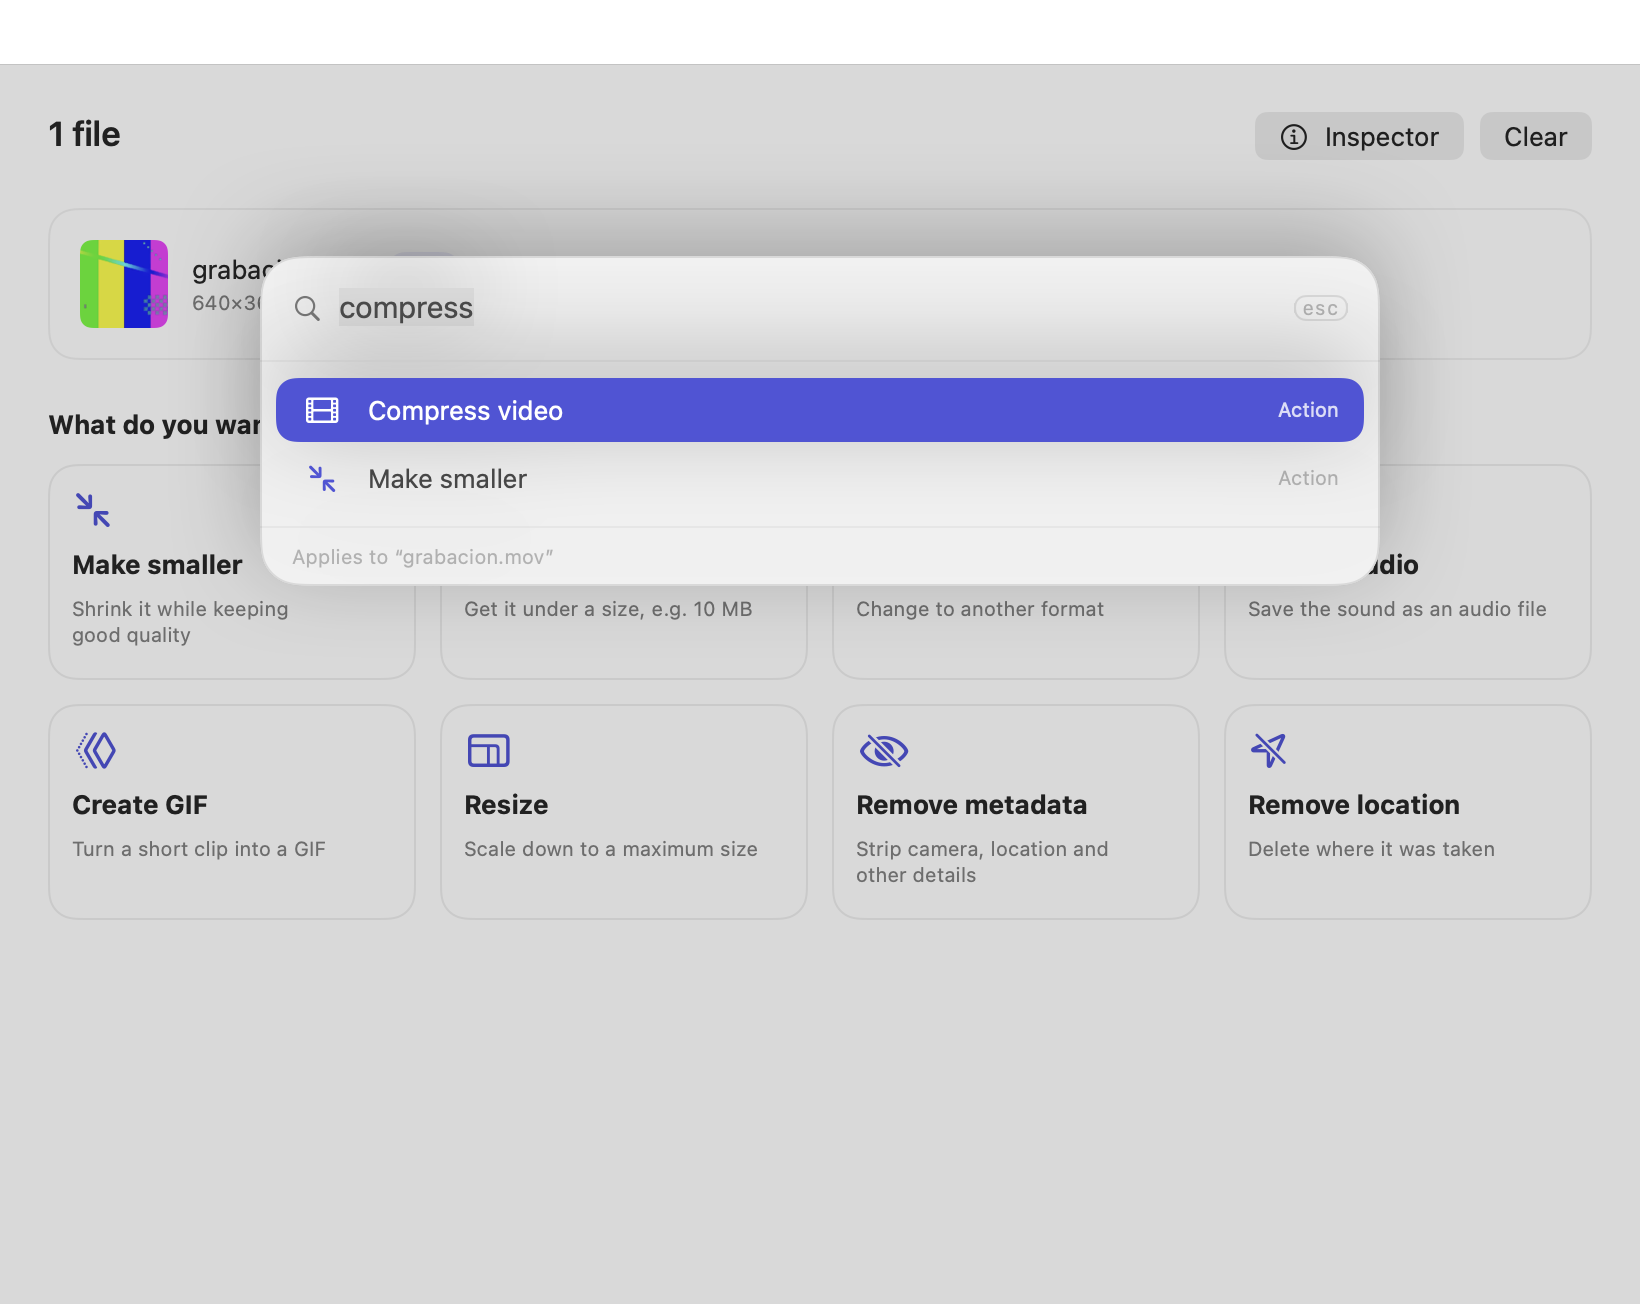 1 file
Inspector
Clear
compress
esc
Compress video
Action
Make smaller
Action
Applies to “grabacion.mov”
What do you
Make smaller
Shrink it while keeping
good quality
Get it under a size, e.g. 10 MB
Change to another format
Save the sound as an audio file
Create GIF
Turn a short clip into a GIF
Resize
Scale down to a maximum size
Remove metadata
Strip camera, location and
other details
Remove location
Delete where it was taken